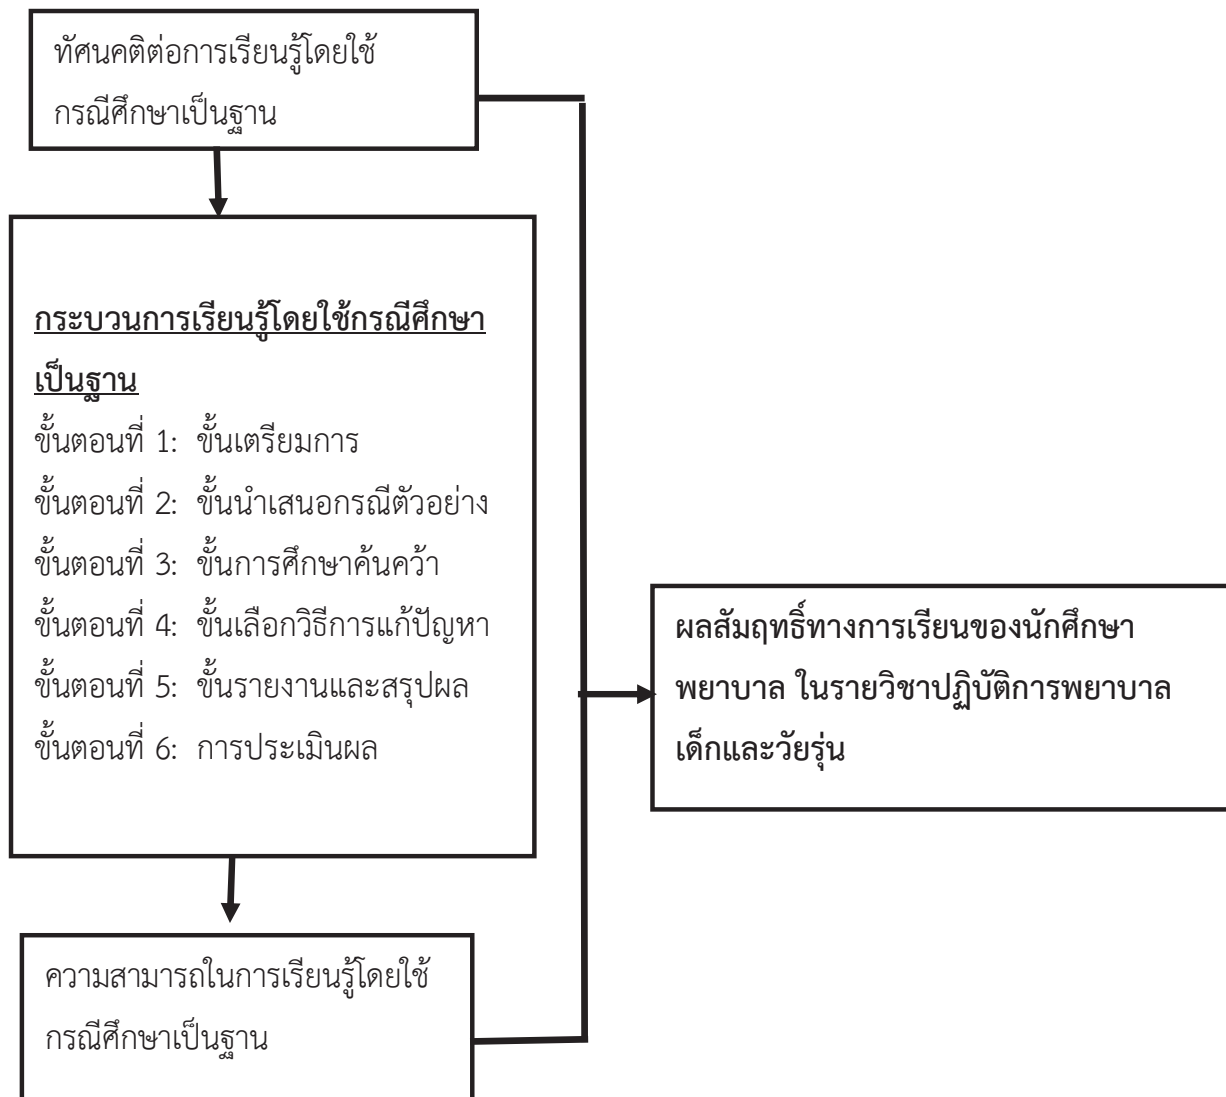 ทัศนคติต่อการเรียนรู้โดยใช้
กรณีศึกษาเป็นฐาน
กระบวนการเรียนรู้โดยใช้กรณีศึกษา
เป็นฐาน
ขั้นตอนที่ 1: ขั้นเตรียมการ
ขั้นตอนที่ 2: ขั้นนำเสนอกรณีตัวอย่าง
ขั้นตอนที่ 3: ขั้นการศึกษาค้นคว้า
ขั้นตอนที่ 4: ขั้นเลือกวิธีการแก้ปัญหา
ขั้นตอนที่ 5: ขั้นรายงานและสรุปผล
ขั้นตอนที่ 6: การประเมินผล
ผลสัมฤทธิ์ทางการเรียนของนักศึกษา
พยาบาล ในรายวิชาปฏิบัติการพยาบาล
เด็กและวัยรุ่น
ความสามารถในการเรียนรู้โดยใช้
กรณีศึกษาเป็นฐาน